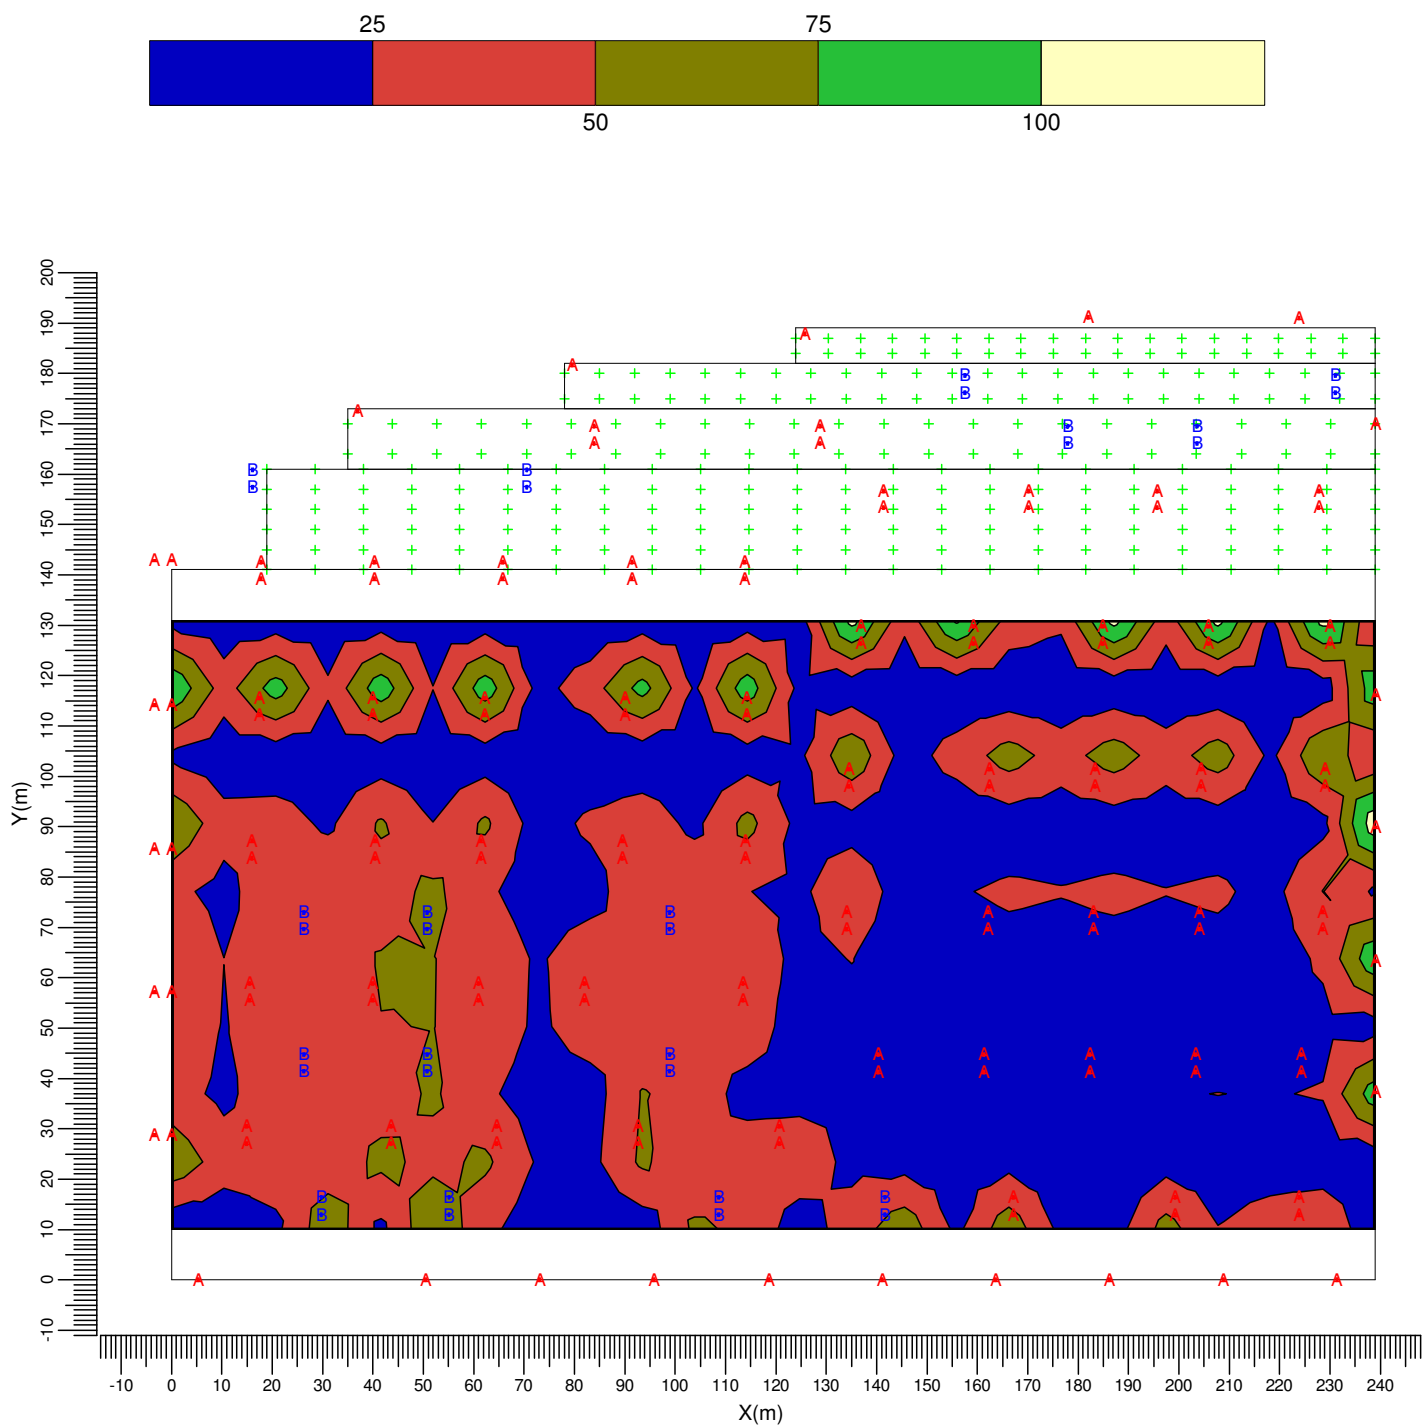 25 75
50 100
200
A A
190
A
A
180 B B
B B
A
170 A A B B A
A A B B
160 B B
B B
A A A A
A A A A
150
A A A A A A A
140 A A A A A
130 A A A A A
A A A A A
120
A
A A A A A
A A
A A A A A
110
100 A A A A A
A A A A A
Y(m)
90 A
A A A A A
A A
A A A A A
80
B B B A A A A A
70 B B B A A A A A
A
60
A A A A A
A A
A A A A A
50
B B B A A A A A
B B B A A A A A
40
A
30 A A A A A
A A
A A A A A
20
B B B B A A A
B B B B A A A
10
0 A A A A A A A A A A
-10
-10 0 10 20 30 40 50 60 70 80 90 100 110 120 130 140 150 160 170 180 190 200 210 220 230 240
X(m)